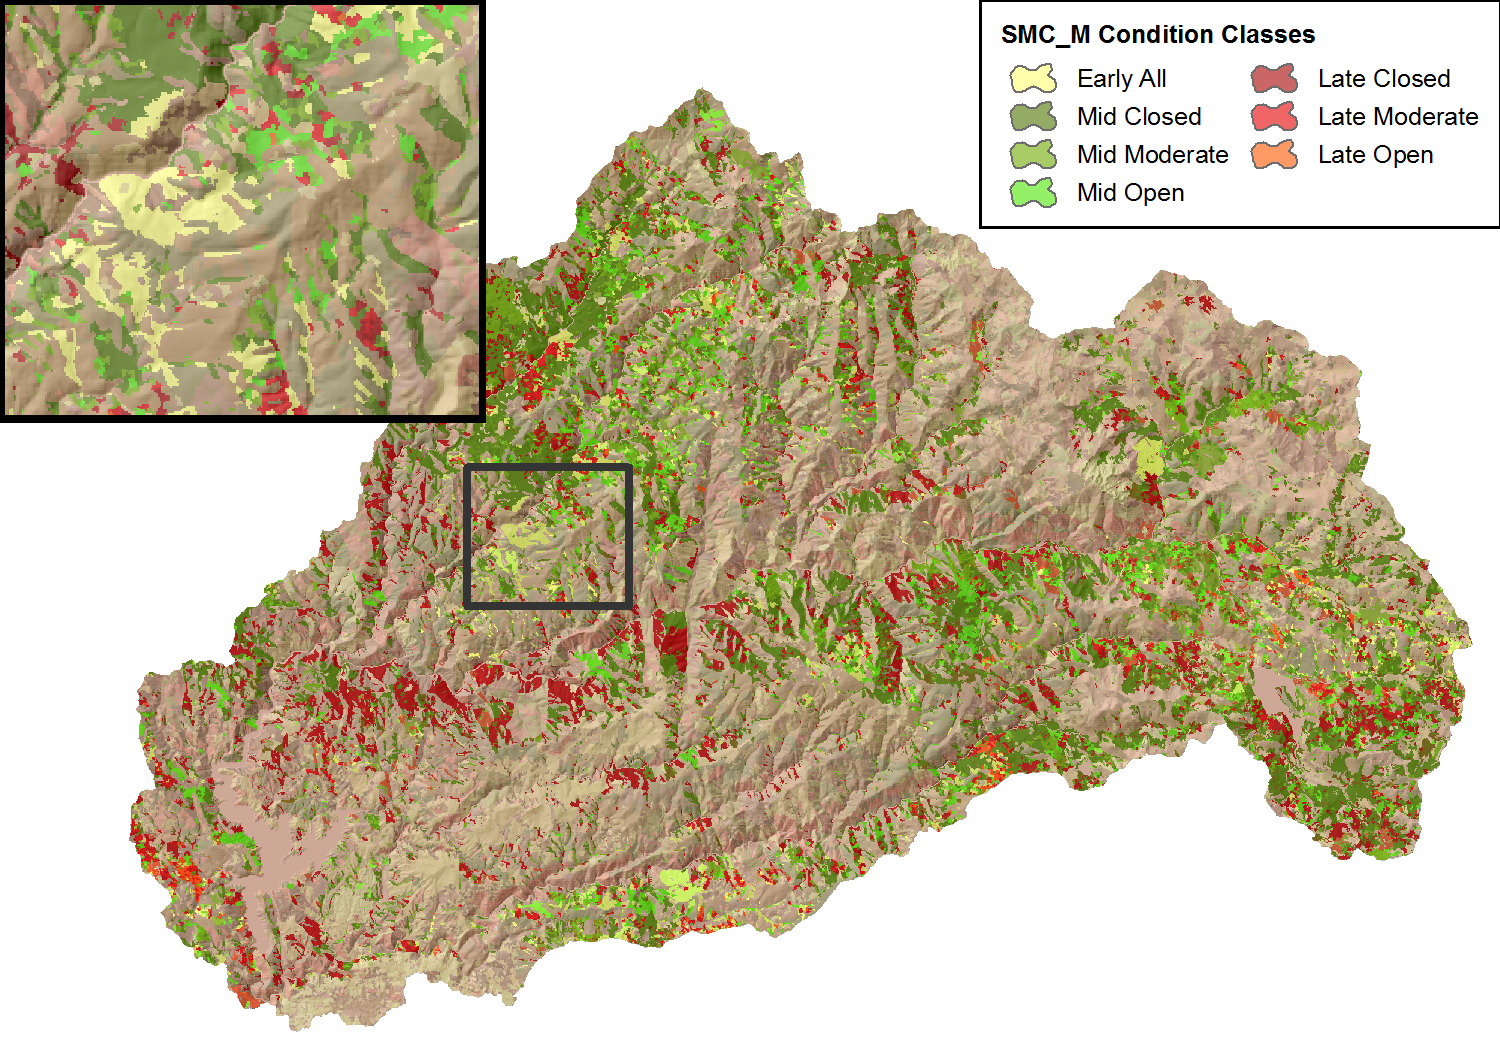 SMC_M Condition Classes
Early All
Mid Closed
Mid Moderate
Mid Open
Late Closed
Late Moderate
Late Open